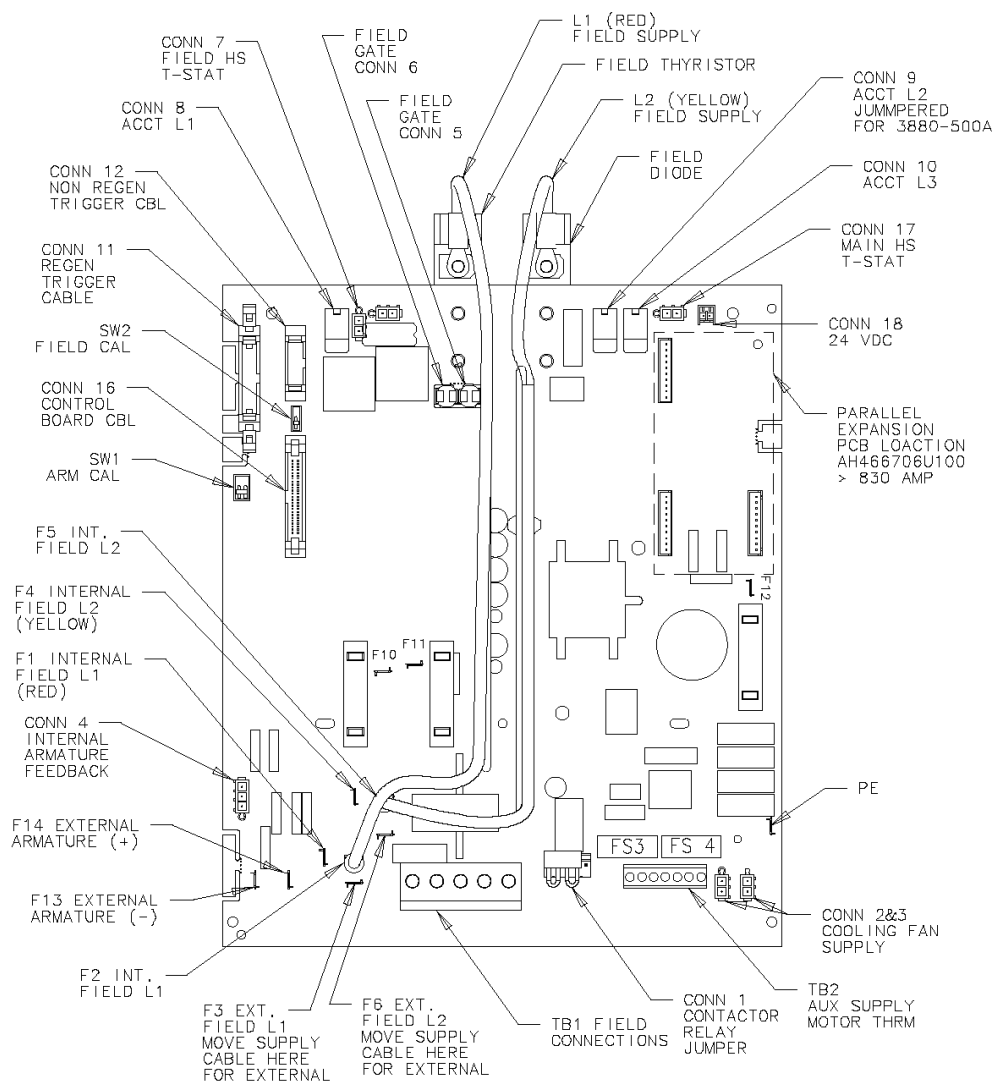 L1 (RED)
FIELD SUPPLY
CONN 7
FIELD HS
T-STAT
FIELD
GATE
CONN 6
FIELD THYRISTOR
CONN 9
ACCT L2
JUMMPERED
FOR 3880-500A
CONN 8
ACCT L1
FIELD
GATE
CONN 5
L2 (YELLOW)
FIELD SUPPLY
FIELD
DIODE
CONN 10
ACCT L3
CONN 12
NON REGEN
TRIGGER CBL
CONN 17
MAIN HS
T-STAT
CONN 11
REGEN
TRIGGER
CABLE
SW2
FIELD CAL
CONN 18
24 VDC
CONN 16
CONTROL
BOARD CBL
PARALLEL
EXPANSION
PCB LOACTION
AH466706U100
> 830 AMP
SW1
ARM CAL
F5 INT.
FIELD L2
F4 INTERNAL
FIELD L2
(YELLOW)
F12
F10
F11
F1 INTERNAL
FIELD L1
(RED)
CONN 4
INTERNAL
ARMATURE
FEEDBACK
PE
F14 EXTERNAL
ARMATURE (+)
FS3
FS 4
F13 EXTERNAL
ARMATURE (-)
CONN 2&3
COOLING FAN
SUPPLY
F2 INT.
FIELD L1
F3 EXT.
FIELD L1
MOVE SUPPLY
CABLE HERE
FOR EXTERNAL
F6 EXT.
FIELD L2
MOVE SUPPLY
CABLE HERE
FOR EXTERNAL
TB1 FIELD
CONNECTIONS
CONN 1
CONTACTOR
RELAY
JUMPER
TB2
AUX SUPPLY
MOTOR THRM